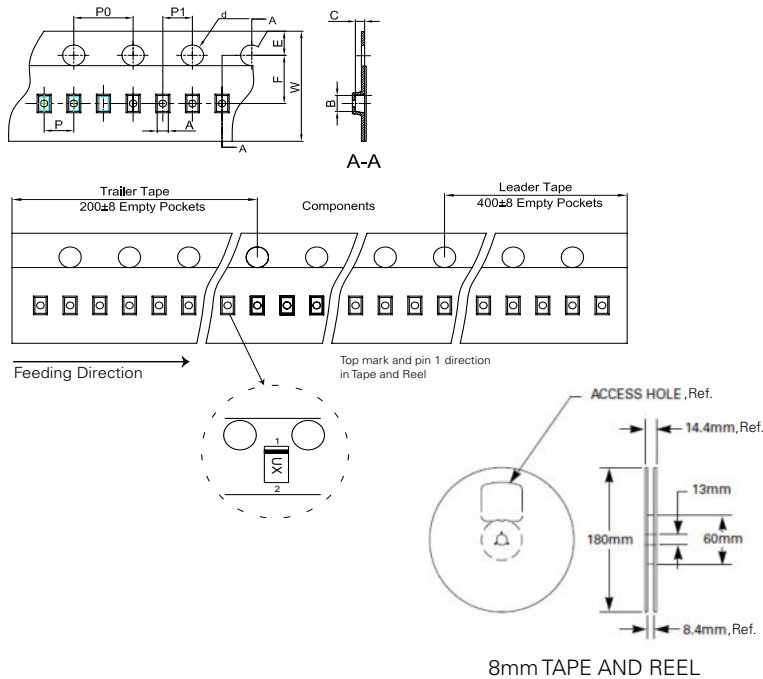 P0
P1
d
A
C
E
F
W
B
P
A
A
A-A
Trailer Tape
200±8 Empty Pockets
Components
Leader Tape
400±8 Empty Pockets
Feeding Direction
Top mark and pin 1 direction
in Tape and Reel
1
UX
2
ACCESS HOLE, Ref.
14.4mm, Ref.
13mm
180mm
60mm
8.4mm, Ref.
8mm TAPE AND REEL